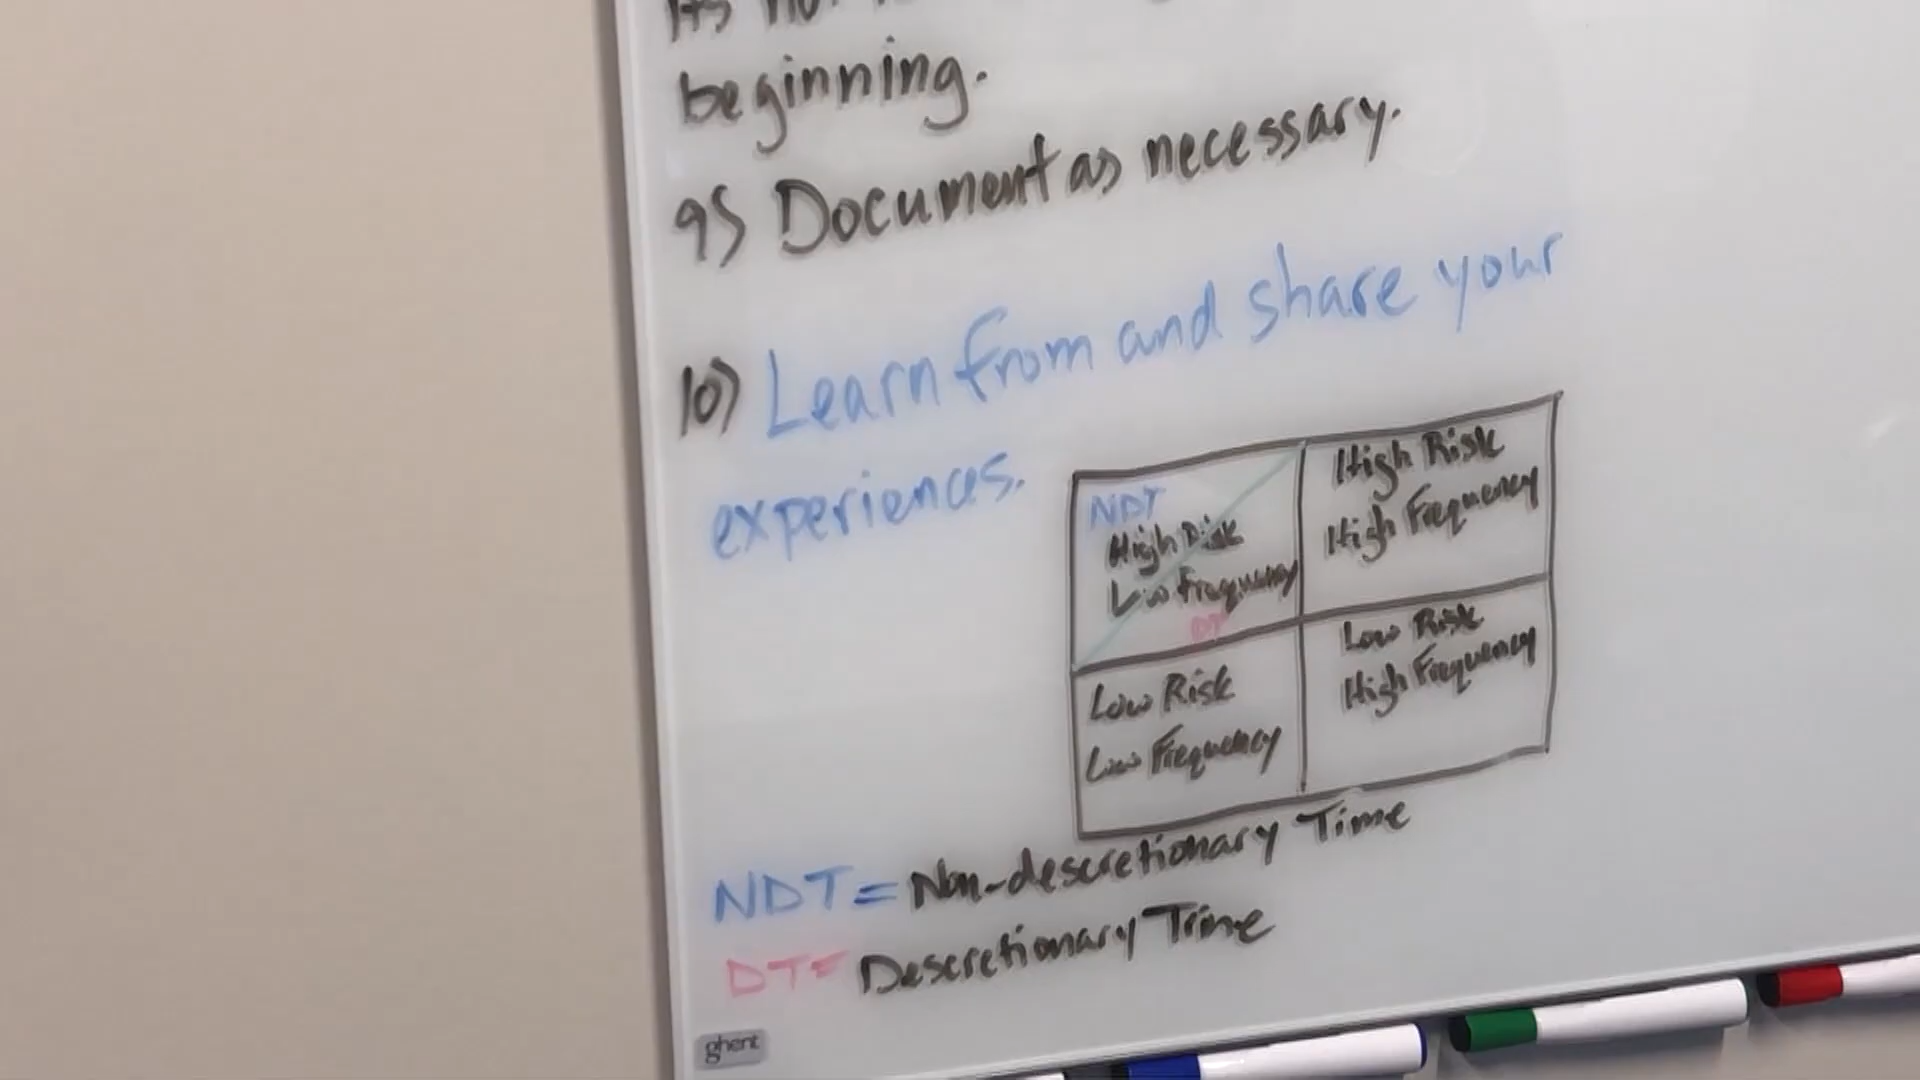 beginning.
9) Document as necessary.
10) Learn from and share your
experiences.
NDT
High Risk
Low Frequency
DT
High Risk
High Frequency
Low Risk
Low Frequency
Low Risk
High Frequency
NDT = Non-descretionary Time
DT = Descretionary Time
ghent